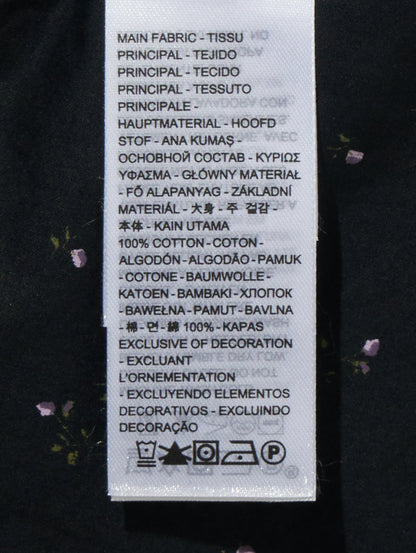 MAIN FABRIC - TISSU
PRINCIPAL - TEJIDO
PRINCIPAL - TECIDO
PRINCIPAL - TESSUTO
PRINCIPALE -
HAUPTMATERIAL - HOOFD
STOF - ANA KUMAŞ -
ОСНОВНОЙ СОСТАВ - ΚΥΡΙΩΣ
ΥΦΑΣΜΑ - GŁÓWNY MATERIAŁ
- FŐ ALAPANYAG - ZÁKLADNÍ
MATERIÁL - 大身 - 주 겉감 -
本体 - KAIN UTAMA
100% COTTON - COTON -
ALGODÓN - ALGODÃO - PAMUK
- COTONE - BAUMWOLLE -
KATOEN - BAMBAKI - ХЛОПОК
- BAWEŁNA - PAMUT - BAVLNA
- 棉 - 면 - 綿 100% - KAPAS
EXCLUSIVE OF DECORATION
- EXCLUANT
L'ORNEMENTATION
- EXCLUYENDO ELEMENTOS
DECORATIVOS - EXCLUINDO
DECORAÇÃO
P